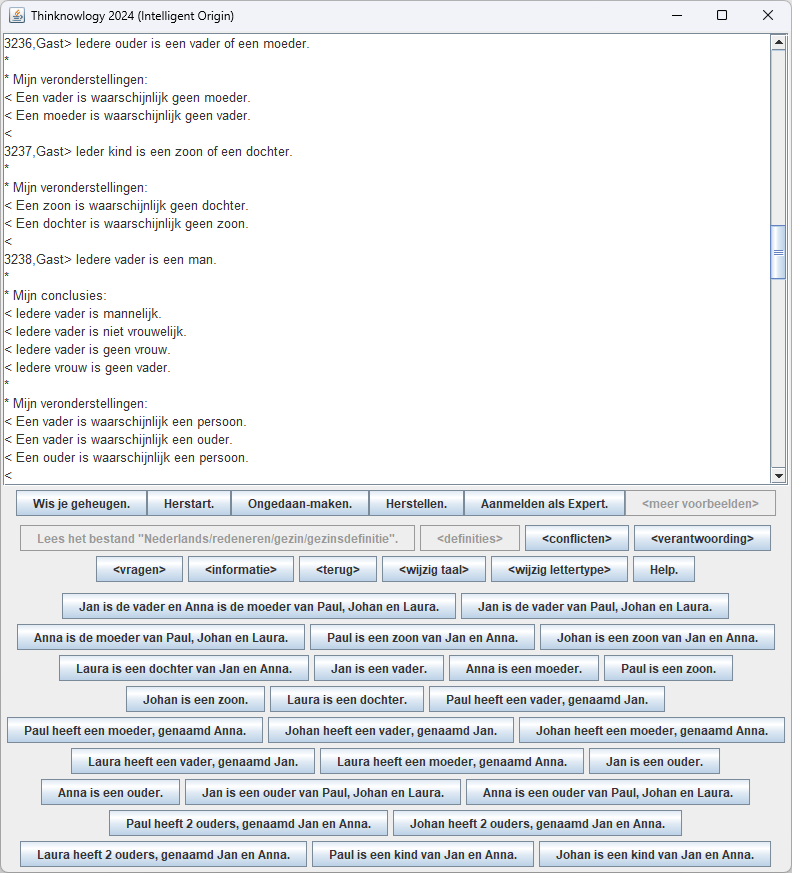 Thinknowlogy 2024 (Intelligent Origin)
3236,Gast> Iedere ouder is een vader of een moeder.
*
* Mijn veronderstellingen:
< Een vader is waarschijnlijk geen moeder.
< Een moeder is waarschijnlijk geen vader.
<
3237,Gast> Ieder kind is een zoon of een dochter.
*
* Mijn veronderstellingen:
< Een zoon is waarschijnlijk geen dochter.
< Een dochter is waarschijnlijk geen zoon.
<
3238,Gast> Iedere vader is een man.
*
* Mijn conclusies:
< Iedere vader is mannelijk.
< Iedere vader is niet vrouwelijk.
< Iedere vader is geen vrouw.
< Iedere vrouw is geen vader.
*
* Mijn veronderstellingen:
< Een vader is waarschijnlijk een persoon.
< Een vader is waarschijnlijk een ouder.
< Een ouder is waarschijnlijk een persoon.
<
Wis je geheugen. Herstart. Ongedaan-maken. Herstellen. Aanmelden als Expert. <meer voorbeelden>
Lees het bestand "Nederlands/redeneren/gezin/gezinsdefinitie". <definities> <conflicten> <verantwoording>
<vragen> <informatie> <terug> <wijzig taal> <wijzig lettertype> Help.
Jan is de vader en Anna is de moeder van Paul, Johan en Laura. Jan is de vader van Paul, Johan en Laura.
Anna is de moeder van Paul, Johan en Laura. Paul is een zoon van Jan en Anna. Johan is een zoon van Jan en Anna.
Laura is een dochter van Jan en Anna. Jan is een vader. Anna is een moeder. Paul is een zoon.
Johan is een zoon. Laura is een dochter. Paul heeft een vader, genaamd Jan.
Paul heeft een moeder, genaamd Anna. Johan heeft een vader, genaamd Jan. Johan heeft een moeder, genaamd Anna.
Laura heeft een vader, genaamd Jan. Laura heeft een moeder, genaamd Anna. Jan is een ouder.
Anna is een ouder. Jan is een ouder van Paul, Johan en Laura. Anna is een ouder van Paul, Johan en Laura.
Paul heeft 2 ouders, genaamd Jan en Anna. Johan heeft 2 ouders, genaamd Jan en Anna.
Laura heeft 2 ouders, genaamd Jan en Anna. Paul is een kind van Jan en Anna. Johan is een kind van Jan en Anna.